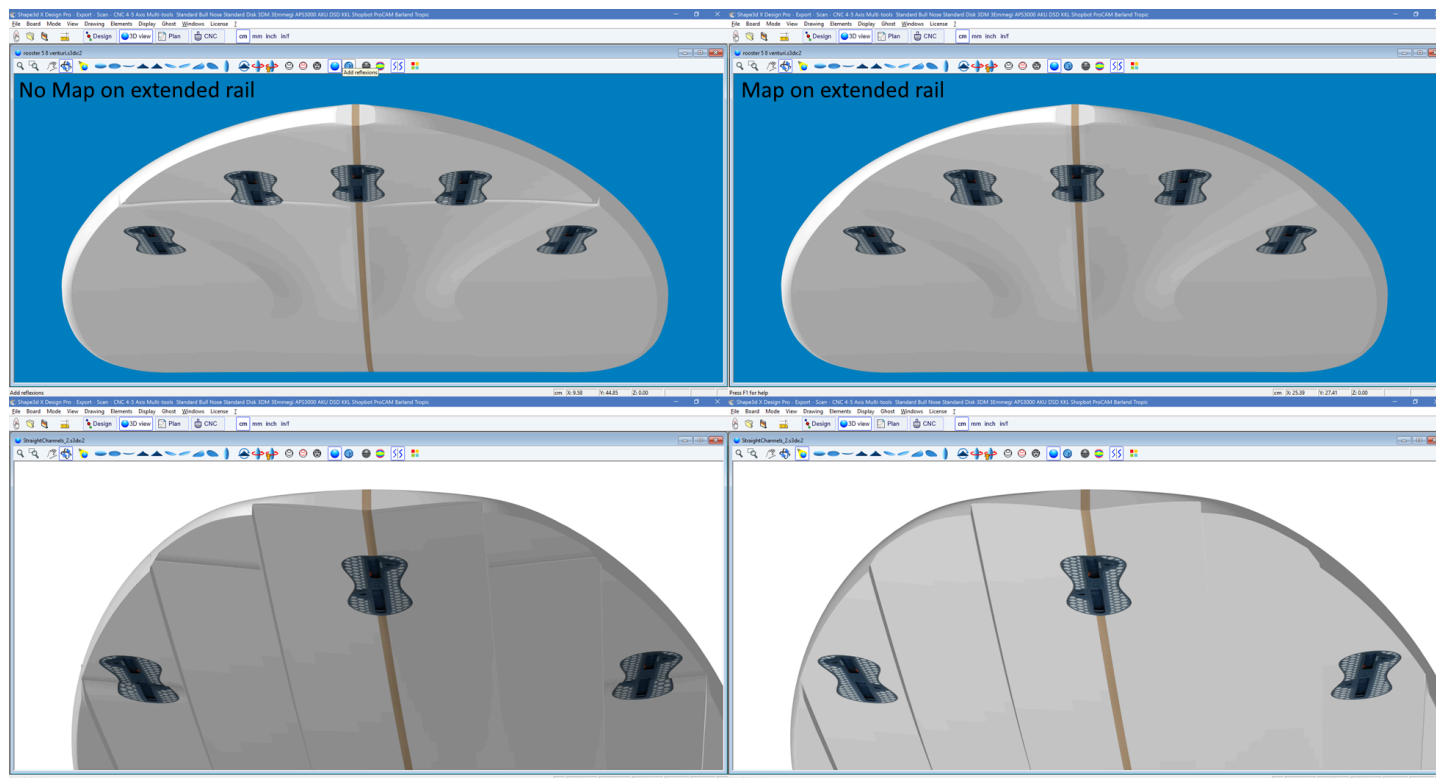 Shape3d X Design Pro - Export - Scan - CNC 4-5 Axis Multi-tools Standard Bull Nose Standard Disk 3DM 3Emmegi APS3000 AKU DSD KKL Shopbot ProCAM Barland Tropic
File Board Mode View Drawing Elements Display Ghost Windows License ?
Design 3D view Plan CNC cm mm inch in/f
rooster 5 8 venturi.s3dx:2
Add reflexions
No Map on extended rail
Add reflexions cm X: 9.58 Y: 44.85 Z: 0.00
Shape3d X Design Pro - Export - Scan - CNC 4-5 Axis Multi-tools Standard Bull Nose Standard Disk 3DM 3Emmegi APS3000 AKU DSD KKL Shopbot ProCAM Barland Tropic
File Board Mode View Drawing Elements Display Ghost Windows License ?
Design 3D view Plan CNC cm mm inch in/f
rooster 5 8 venturi.s3dx:2
Map on extended rail
Press F1 for help cm X: 25.39 Y: 27.41 Z: 0.00
Shape3d X Design Pro - Export - Scan - CNC 4-5 Axis Multi-tools Standard Bull Nose Standard Disk 3DM 3Emmegi APS3000 AKU DSD KKL Shopbot ProCAM Barland Tropic
File Board Mode View Drawing Elements Display Ghost Windows License ?
Design 3D view Plan CNC cm mm inch in/f
StraightChannels_2.s3dx:2
Shape3d X Design Pro - Export - Scan - CNC 4-5 Axis Multi-tools Standard Bull Nose Standard Disk 3DM 3Emmegi APS3000 AKU DSD KKL Shopbot ProCAM Barland Tropic
File Board Mode View Drawing Elements Display Ghost Windows License ?
Design 3D view Plan CNC cm mm inch in/f
StraightChannels_2.s3dx:2